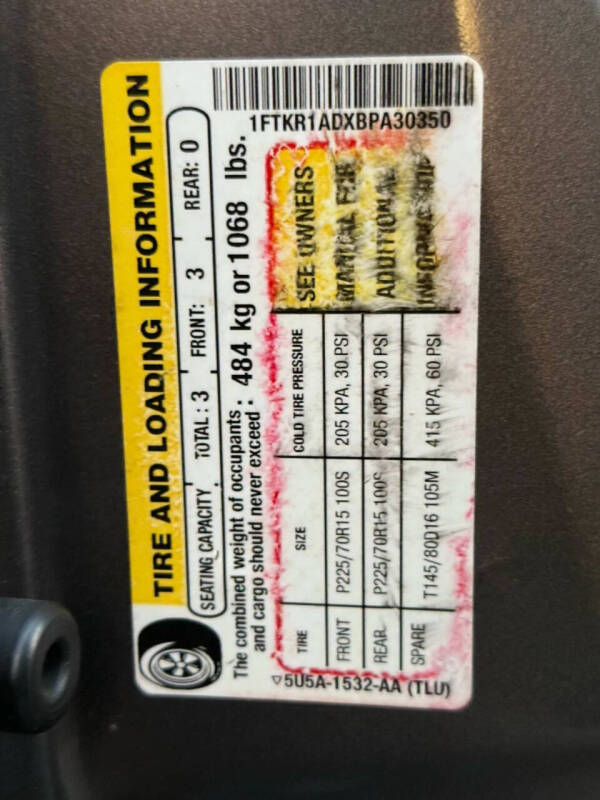 1FTKR1ADXBPA30350
TIRE AND LOADING INFORMATION
SEATING CAPACITY TOTAL : 3 FRONT: 3 REAR: 0
The combined weight of occupants
and cargo should never exceed : 484 kg or 1068 lbs.
TIRE SIZE COLD TIRE PRESSURE
FRONT P225/70R15 100S 205 KPA, 30 PSI
REAR P225/70R15 100S 205 KPA, 30 PSI
SPARE T145/80D16 105M 415 KPA, 60 PSI
SEE OWNERS
MANUAL FOR
ADDITIONAL
INFORMATION
5U5A-1532-AA (TLU)